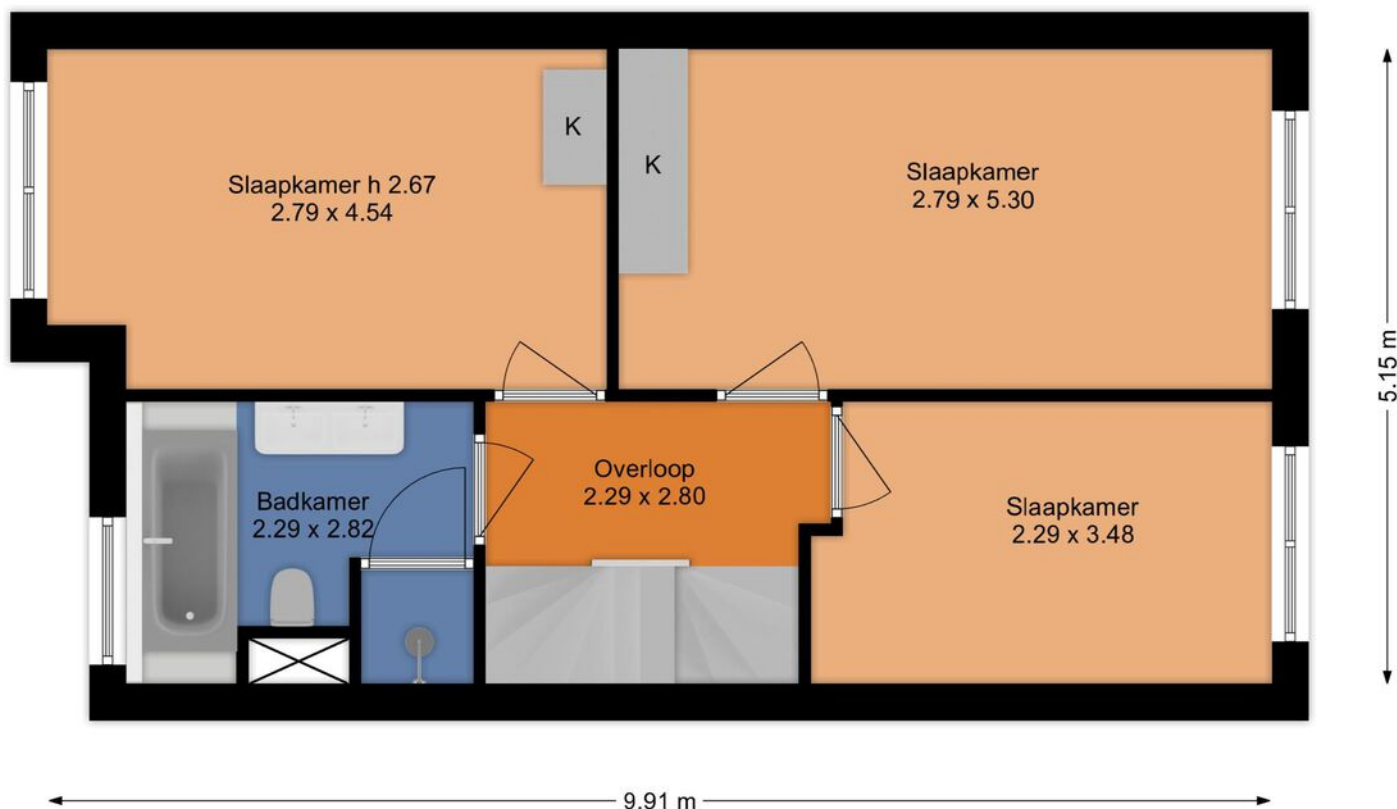 Slaapkamer h 2.67
2.79 x 4.54
K
K
Slaapkamer
2.79 x 5.30
5.15 m
Badkamer
2.29 x 2.82
Overloop
2.29 x 2.80
Slaapkamer
2.29 x 3.48
9.91 m